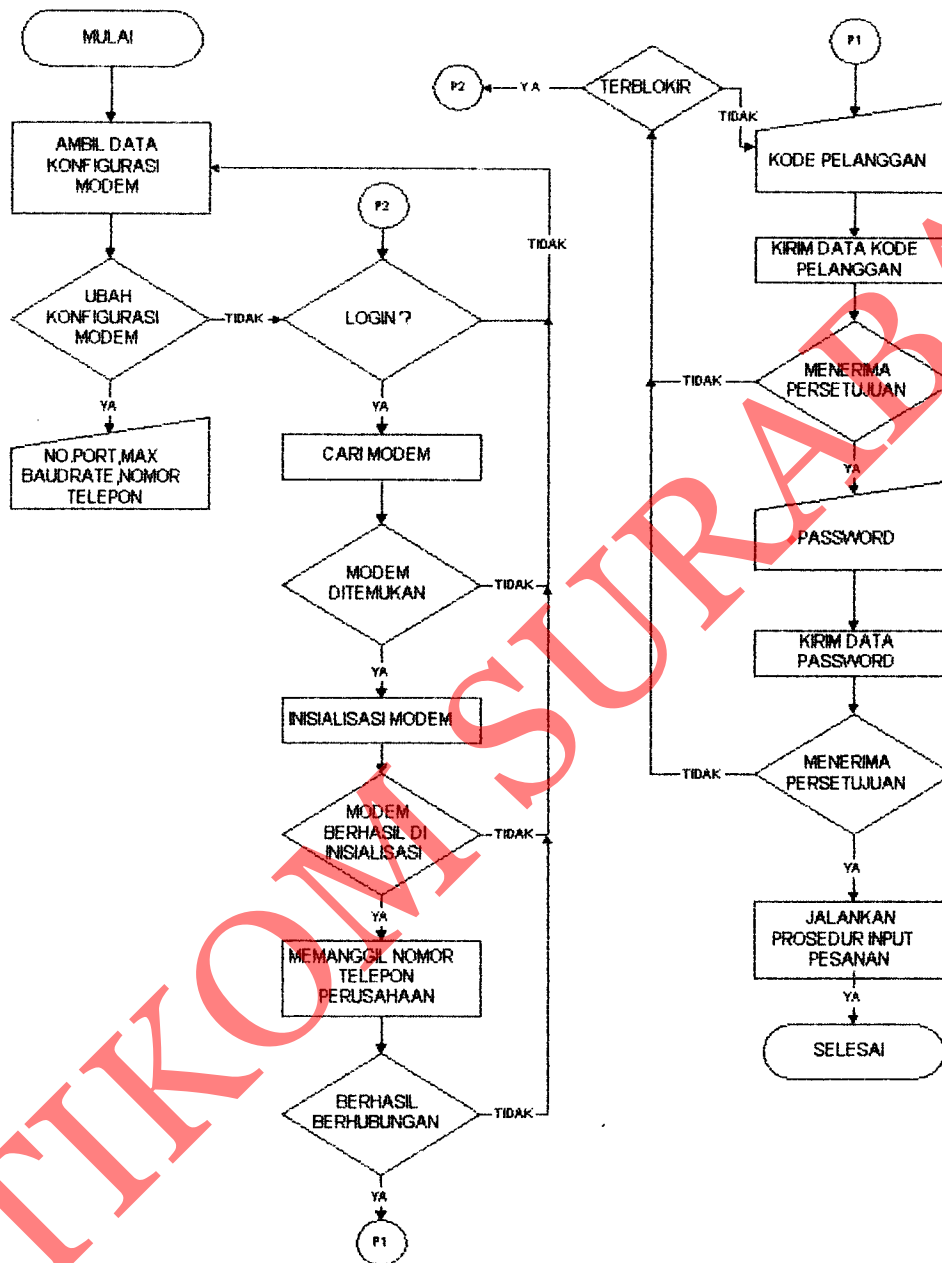 MULAI
AMBIL DATA
KONFIGURASI
MODEM
UBAH
KONFIGURASI
MODEM
TIDAK
YA
NO.PORT,MAX
BAUDRATE,NOMOR
TELEPON
P2
LOGIN ?
TIDAK
YA
CARI MODEM
MODEM
DITEMUKAN
TIDAK
YA
INISIALISASI MODEM
MODEM
BERHASIL DI
INISIALISASI
TIDAK
YA
MEMANGGIL NOMOR
TELEPON
PERUSAHAAN
BERHASIL
BERHUBUNGAN
TIDAK
YA
P1
P2
YA
TERBLOKIR
TIDAK
P1
KODE PELANGGAN
KIRIM DATA KODE
PELANGGAN
MENERIMA
PERSETUJUAN
TIDAK
YA
PASSWORD
KIRIM DATA
PASSWORD
MENERIMA
PERSETUJUAN
TIDAK
YA
JALANKAN
PROSEDUR INPUT
PESANAN
YA
SELESAI
TIKOM SURABA